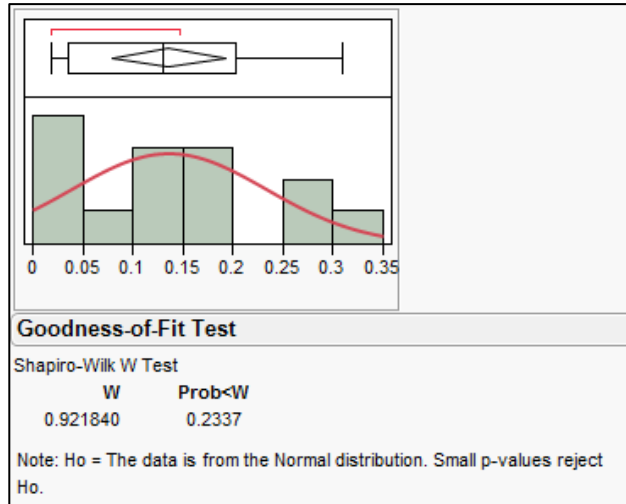 0 0.05 0.1 0.15 0.2 0.25 0.3 0.35
Goodness-of-Fit Test
Shapiro-Wilk W Test
W Prob<W
0.921840 0.2337
Note: Ho = The data is from the Normal distribution. Small p-values reject
Ho.